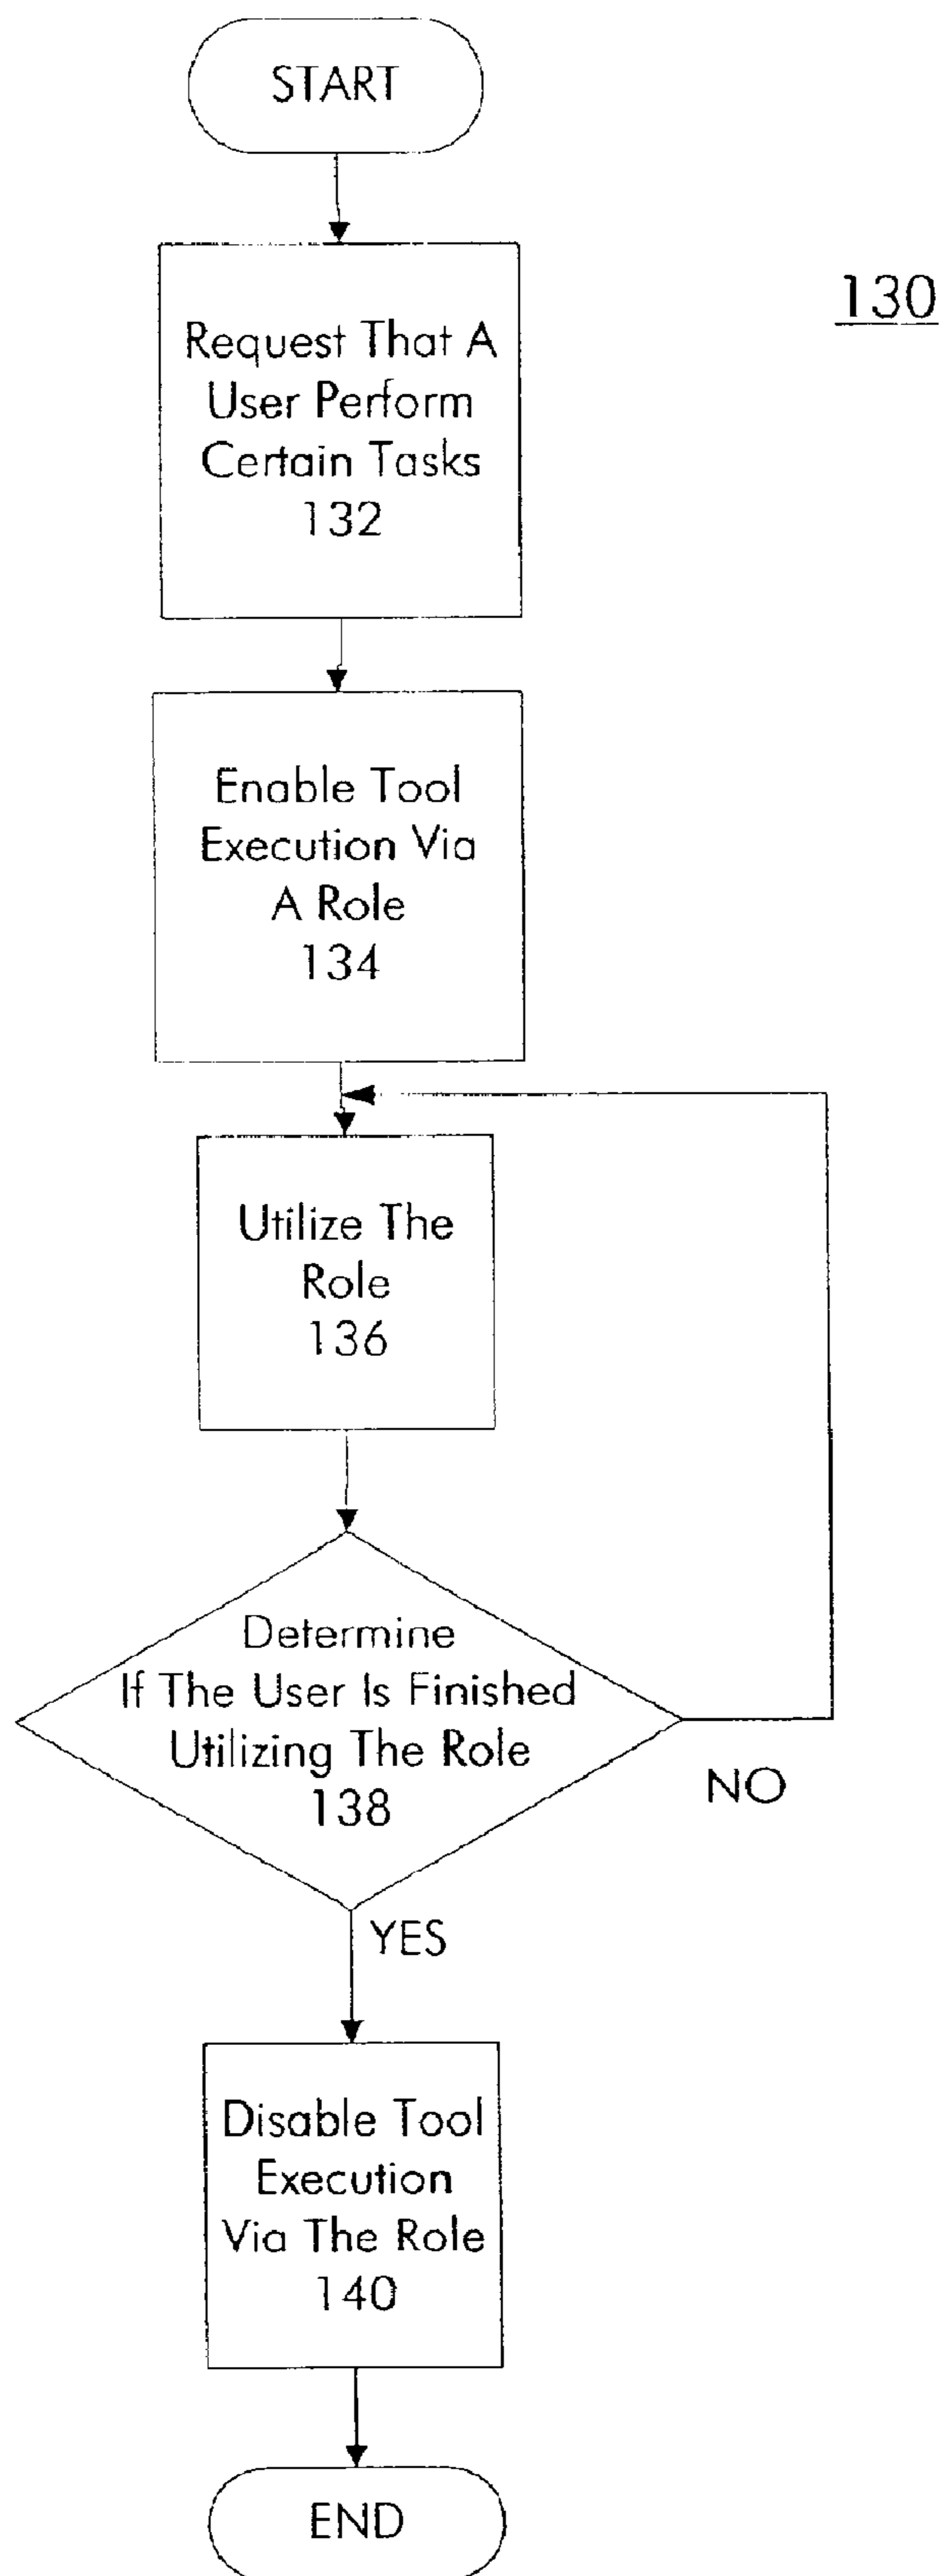 START
130
Request That A
User Perform
Certain Tasks
132
Enable Tool
Execution Via
A Role
134
Utilize The
Role
136
Determine
If The User Is Finished
Utilizing The Role
138
NO
YES
Disable Tool
Execution
Via The Role
140
END